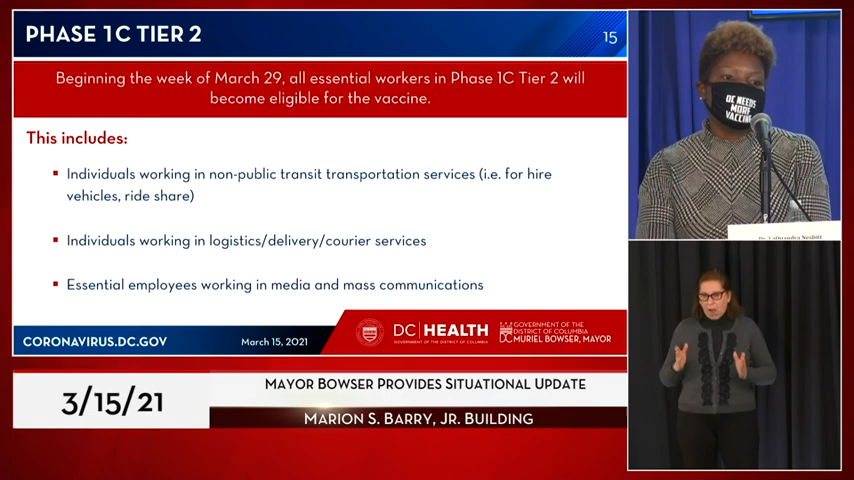 PHASE 1C TIER 2
15
Beginning the week of March 29, all essential workers in Phase 1C Tier 2 will
become eligible for the vaccine.
This includes:
Individuals working in non-public transit transportation services (i.e. for hire
vehicles, ride share)
Individuals working in logistics/delivery/courier services
Essential employees working in media and mass communications
CORONAVIRUS.DC.GOV
March 15, 2021
DC HEALTH
GOVERNMENT OF THE DISTRICT OF COLUMBIA
GOVERNMENT OF THE
DISTRICT OF COLUMBIA
MURIEL BOWSER, MAYOR
DC NEEDS
MORE
VACCINE
Dr. LaQuandra Nesbitt
3/15/21
MAYOR BOWSER PROVIDES SITUATIONAL UPDATE
MARION S. BARRY, JR. BUILDING